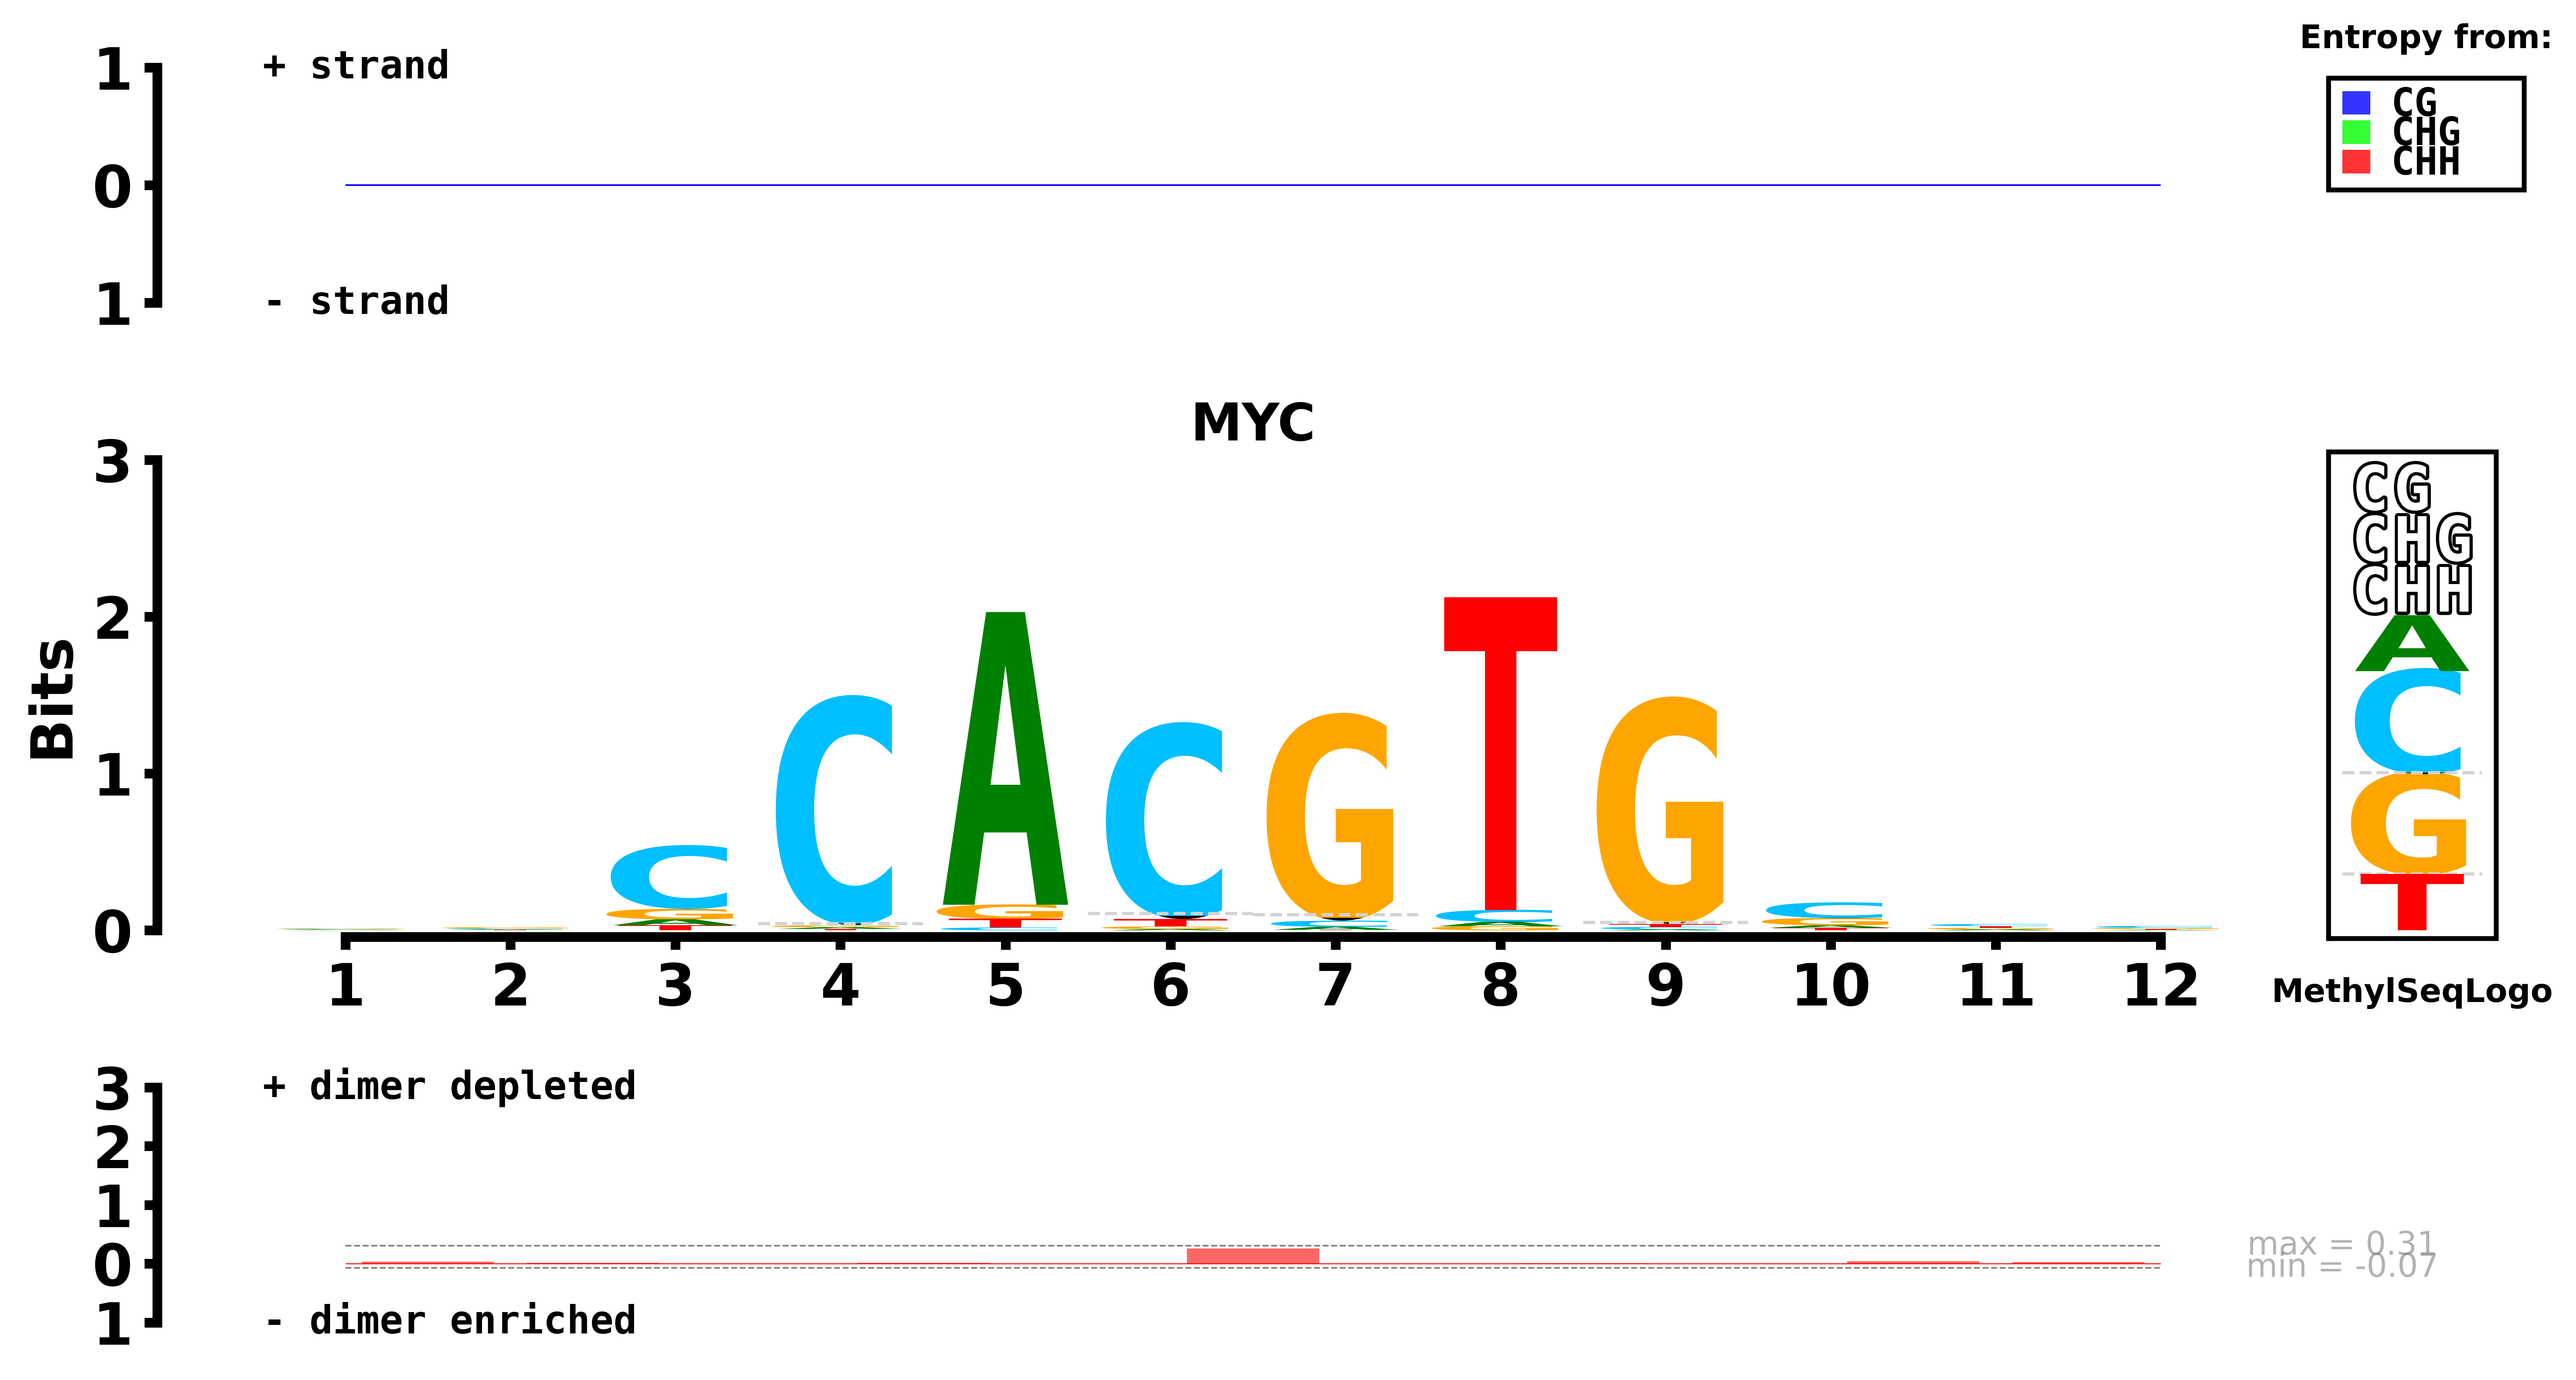 Entropy from:
CG
CHG
CHH
1
0
1
+ strand
- strand
MYC
Bits
3
2
1
0
C
C
A
C
G
T
G
C
1 2 3 4 5 6 7 8 9 10 11 12
CG
CHG
CHH
A
C
G
T
MethylSeqLogo
3
2
1
0
1
+ dimer depleted
- dimer enriched
max = 0.31
min = -0.07